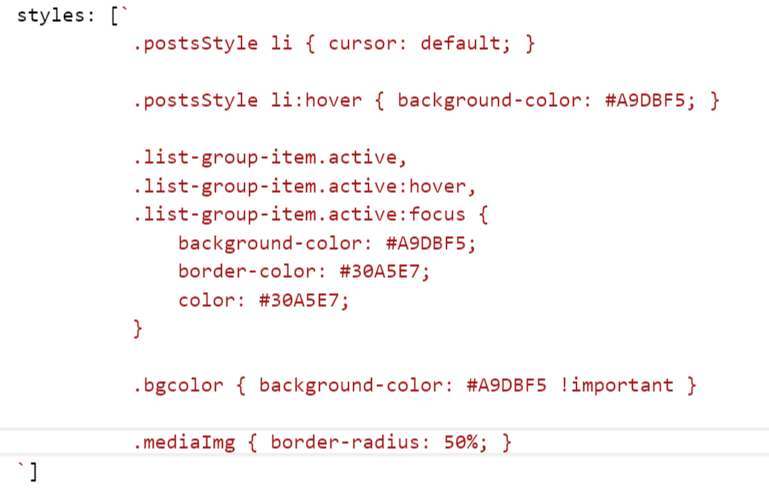 styles: [`
.postsStyle li { cursor: default; }
.postsStyle li:hover { background-color: #A9DBF5; }
.list-group-item.active,
.list-group-item.active:hover,
.list-group-item.active:focus {
background-color: #A9DBF5;
border-color: #30A5E7;
color: #30A5E7;
}
.bgcolor { background-color: #A9DBF5 !important }
.mediaImg { border-radius: 50%; }
`]